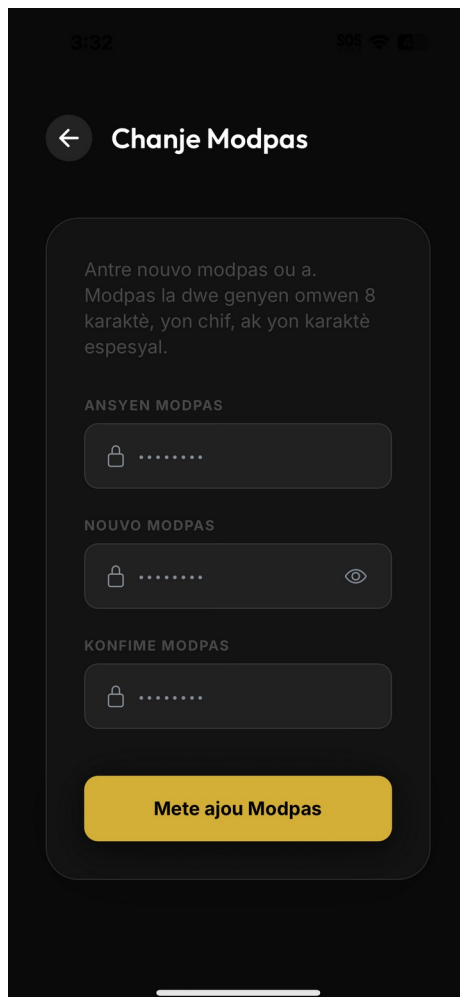 3:32 SOS
Chanje Modpas
Antre nouvo modpas ou a.
Modpas la dwe genyen omwen 8
karaktè, yon chif, ak yon karaktè
espesyal.
ANSYEN MODPAS
••••••••
NOUVO MODPAS
••••••••
KONFIME MODPAS
••••••••
Mete ajou Modpas